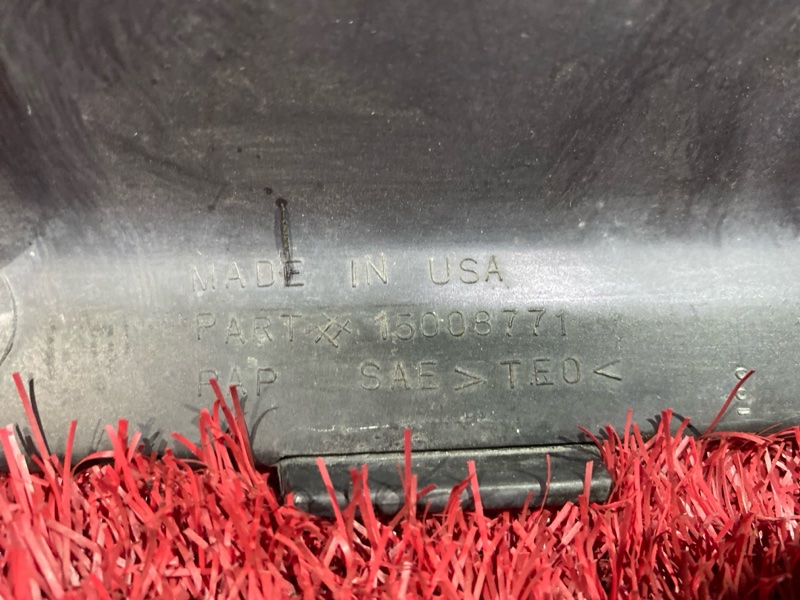 MADE IN USA
PART# 15008771
PAP SAE >TEO<